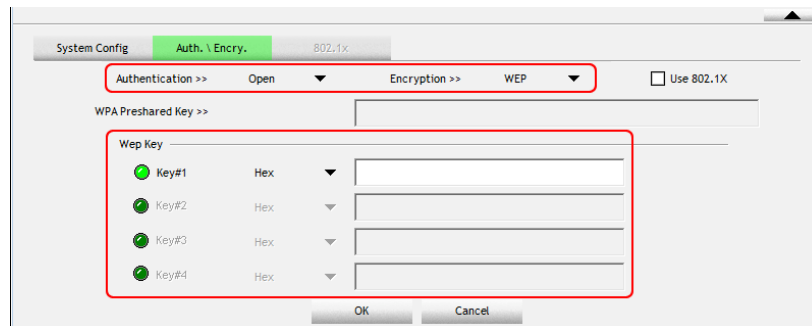 System Config Auth. \ Encry. 802.1x
Authentication >> Open Encryption >> WEP Use 802.1X
WPA Preshared Key >>
Wep Key
Key#1 Hex
Key#2 Hex
Key#3 Hex
Key#4 Hex
OK Cancel